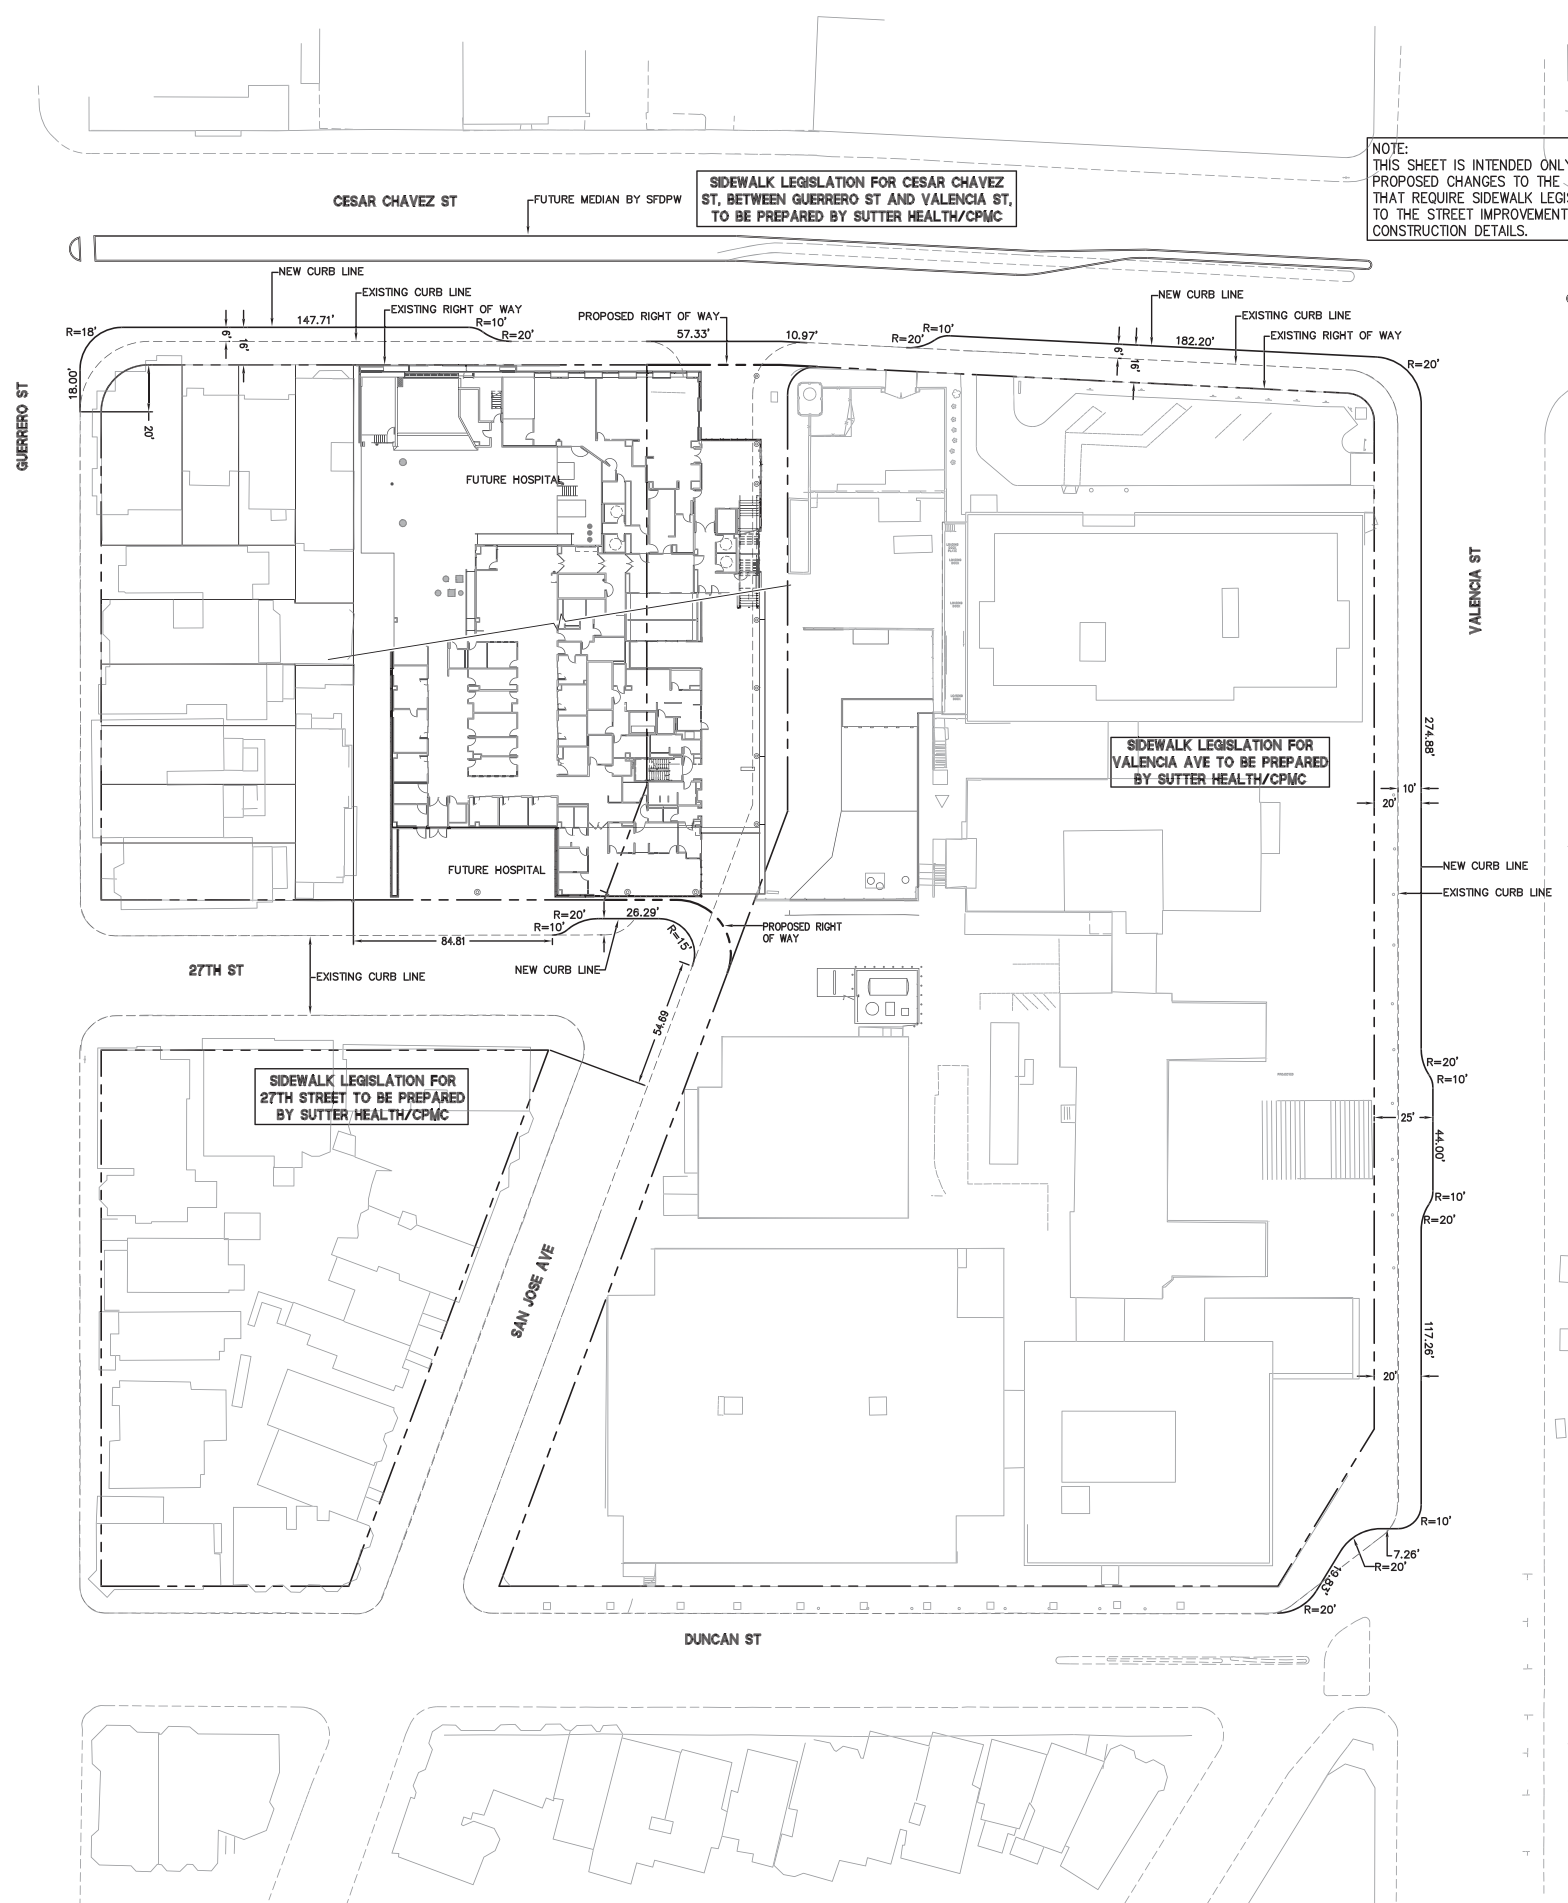 NOTE:
THIS SHEET IS INTENDED ONLY
PROPOSED CHANGES TO THE
THAT REQUIRE SIDEWALK LEGIS
TO THE STREET IMPROVEMENT
CONSTRUCTION DETAILS.
CESAR CHAVEZ ST
FUTURE MEDIAN BY SFDPW
SIDEWALK LEGISLATION FOR CESAR CHAVEZ
ST, BETWEEN GUERRERO ST AND VALENCIA ST,
TO BE PREPARED BY SUTTER HEALTH/CPMC
NEW CURB LINE
EXISTING CURB LINE
EXISTING RIGHT OF WAY
PROPOSED RIGHT OF WAY
NEW CURB LINE
EXISTING CURB LINE
EXISTING RIGHT OF WAY
R=18'
6'
16'
147.71'
R=10'
R=20'
57.33'
10.97'
R=20'
R=10'
6'
16'
182.20'
R=20'
18.00'
20'
GUERRERO ST
FUTURE HOSPITAL
VALENCIA ST
274.88'
SIDEWALK LEGISLATION FOR
VALENCIA AVE TO BE PREPARED
BY SUTTER HEALTH/CPMC
10'
20'
NEW CURB LINE
EXISTING CURB LINE
FUTURE HOSPITAL
R=20'
26.29'
R=10'
R=15'
PROPOSED RIGHT
OF WAY
84.81
27TH ST
EXISTING CURB LINE
NEW CURB LINE
54.69
R=20'
R=10'
SIDEWALK LEGISLATION FOR
27TH STREET TO BE PREPARED
BY SUTTER HEALTH/CPMC
25'
44.00'
R=10'
R=20'
SAN JOSE AVE
117.26'
20'
R=10'
7.26'
R=20'
19.83'
R=20'
DUNCAN ST